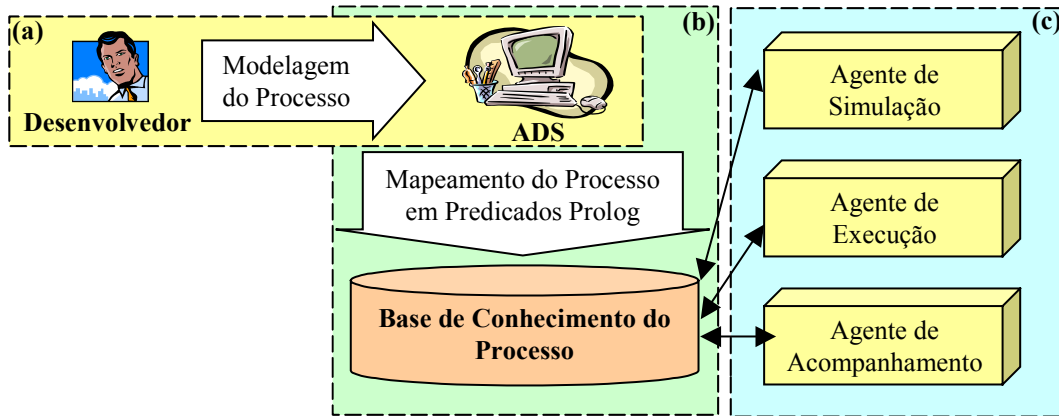 (a)
Desenvolvedor
Modelagem
do Processo
ADS
(b)
Mapeamento do Processo
em Predicados Prolog
Base de Conhecimento do
Processo
(c)
Agente de
Simulação
Agente de
Execução
Agente de
Acompanhamento